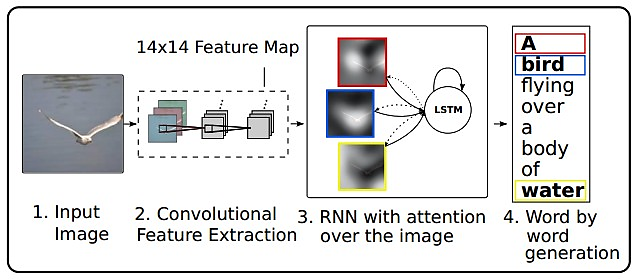 14x14 Feature Map
LSTM
A
bird
flying
over
a
body
of
water
1. Input
Image
2. Convolutional
Feature Extraction
3. RNN with attention
over the image
4. Word by
word
generation